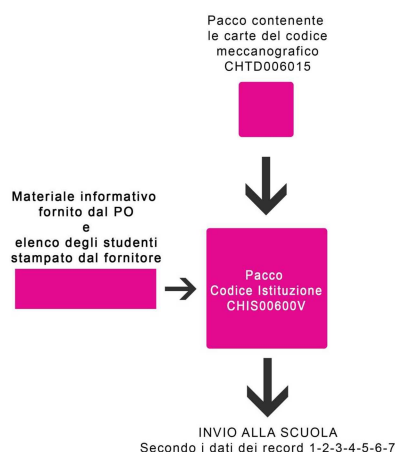 Pacco contenente
le carte del codice
meccanografico
CHTD006015
Materiale informativo
fornito dal PO
e
elenco degli studenti
stampato dal fornitore
Pacco
Codice Istituzione
CHIS00600V
INVIO ALLA SCUOLA
Secondo i dati dei record 1-2-3-4-5-6-7